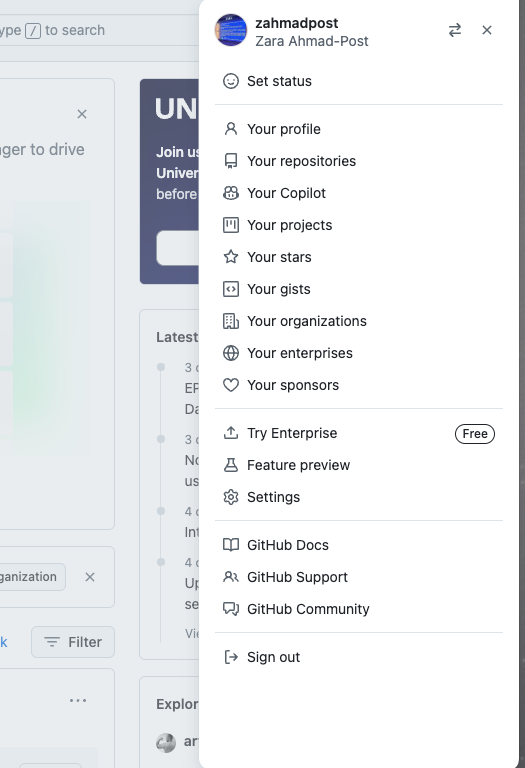 ype / to search
zahmadpost
Zara Ahmad-Post
Set status
Your profile
Your repositories
Your Copilot
Your projects
Your stars
Your gists
Your organizations
Your enterprises
Your sponsors
Try Enterprise
Free
Feature preview
Settings
GitHub Docs
GitHub Support
GitHub Community
Sign out
nger to drive
ganization
k
Filter
UN
Join us
Univer
before
Latest
3 d
EP
Da
3 d
No
us
4 d
Int
4 d
Up
se
Vie
Explor
ar